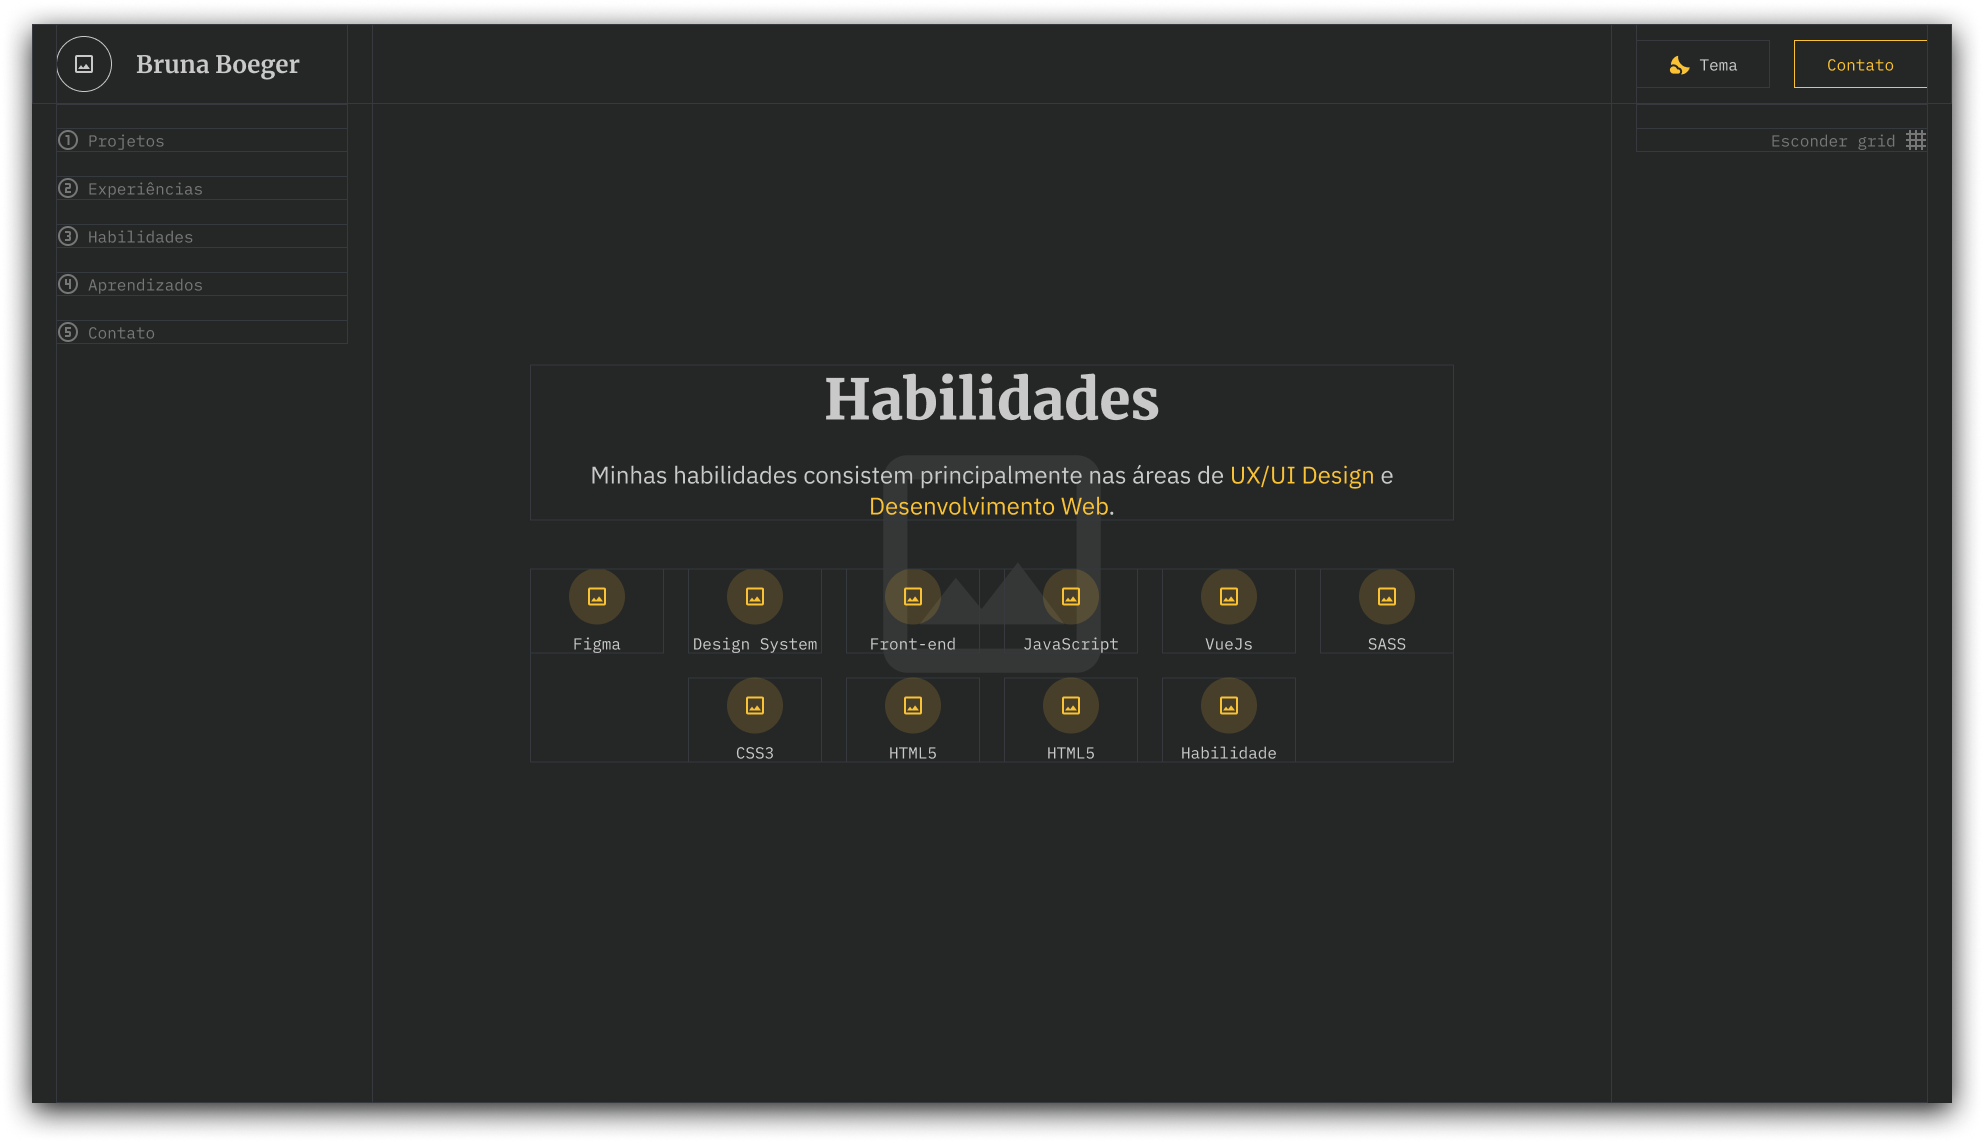 Bruna Boeger
Tema
Contato
1 Projetos
Esconder grid
2 Experiências
3 Habilidades
4 Aprendizados
5 Contato
Habilidades
Minhas habilidades consistem principalmente nas áreas de UX/UI Design e
Desenvolvimento Web.
Figma
Design System
Front-end
JavaScript
VueJs
SASS
CSS3
HTML5
HTML5
Habilidade